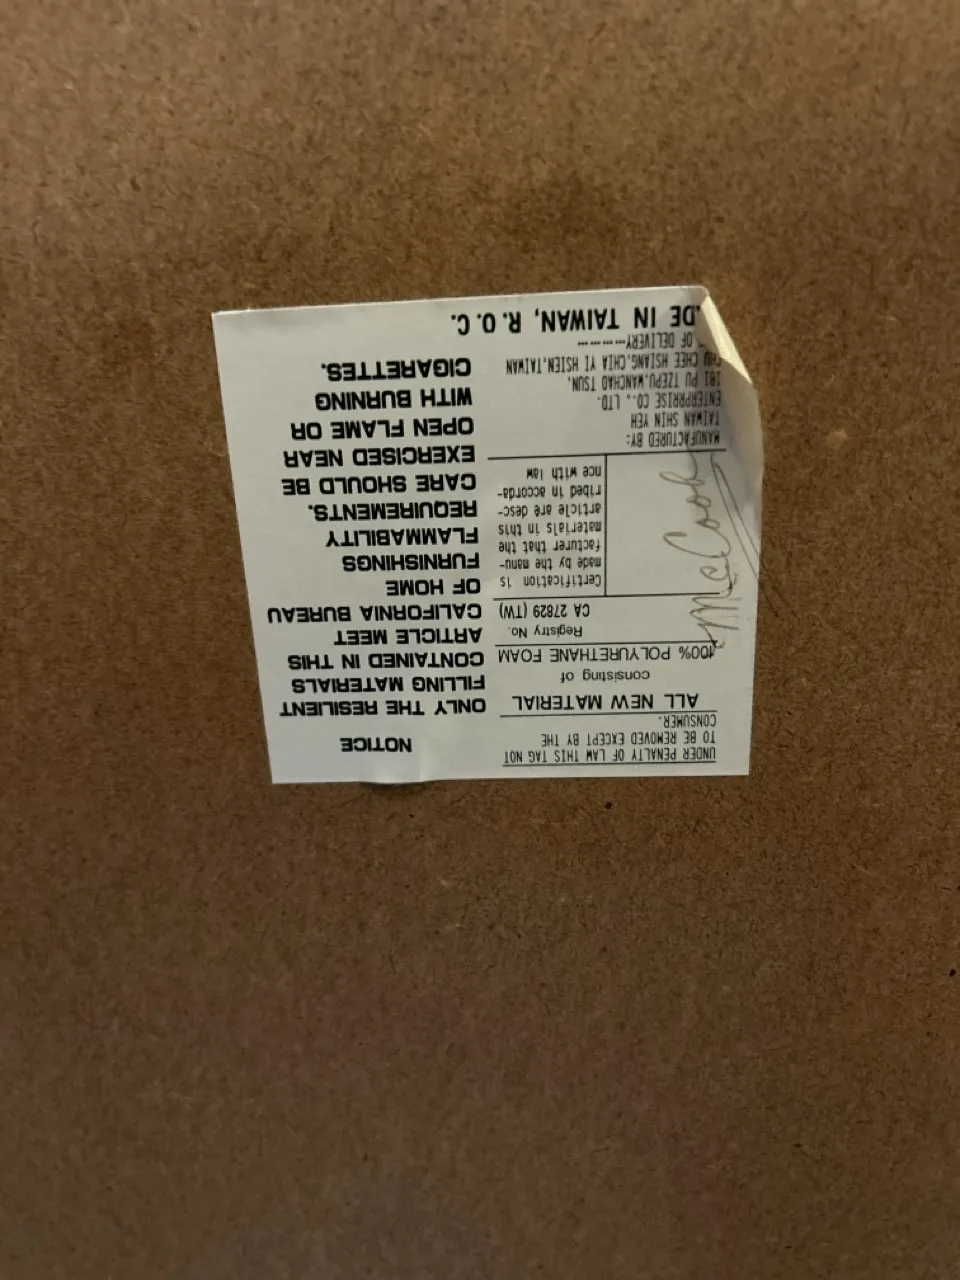 UNDER PENALTY OF LAW THIS TAG NOT
TO BE REMOVED EXCEPT BY THE
CONSUMER.
ALL NEW MATERIAL
consisting of
100% POLYURETHANE FOAM
Registry No.
CA 27829 (TW)
Certification is
made by the manu-
facturer that the
materials in this
article are desc-
ribed in accorda-
nce with law
McCook
MANUFACTURED BY:
TAIWAN SHIN YEH
ENTERPRRISE CO., LTD.
181 PU TZEPU,WANCHAO TSUN,
CHU CHEE HSIANG,CHIA YI HSIEN,TAIWAN
OF DELIVERY-------
DE IN TAIWAN, R.O.C.
NOTICE
ONLY THE RESILIENT
FILLING MATERIALS
CONTAINED IN THIS
ARTICLE MEET
CALIFORNIA BUREAU
OF HOME
FURNISHINGS
FLAMMABILITY
REQUIREMENTS.
CARE SHOULD BE
EXERCISED NEAR
OPEN FLAME OR
WITH BURNING
CIGARETTES.